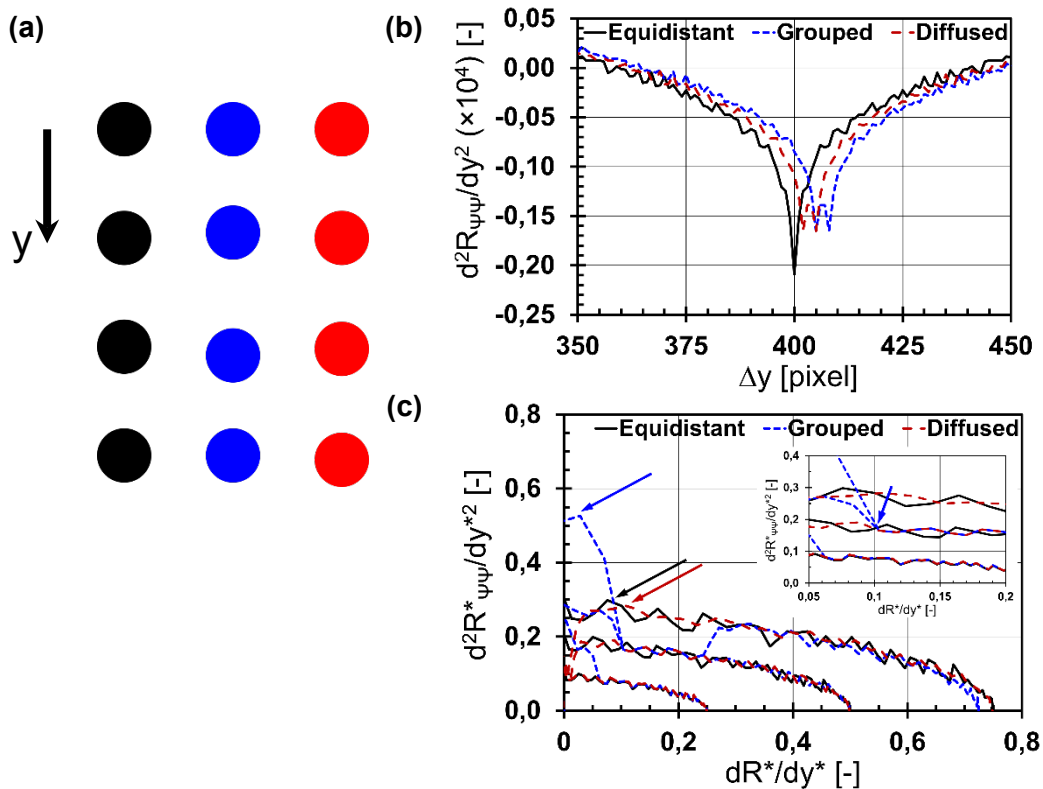 (a)
y
(b)
Equidistant Grouped Diffused
d²Rψψ/dy² (×10⁴) [-]
0,05
0,00
-0,05
-0,10
-0,15
-0,20
-0,25
350 375 400 425 450
Δy [pixel]
(c)
Equidistant Grouped Diffused
d²R*ψψ/dy*² [-]
0,8
0,6
0,4
0,2
0,0
0 0,2 0,4 0,6 0,8
dR*/dy* [-]
d²R*ψψ/dy*² [-]
0,4
0,3
0,2
0,1
0,0
0,05 0,1 0,15 0,2
dR*/dy* [-]